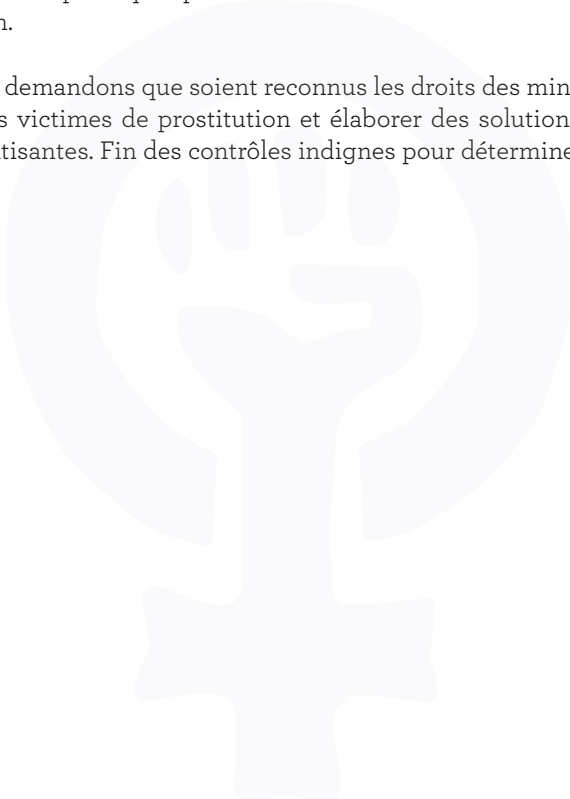 n.
demandons que soient reconnus les droits des min
s victimes de prostitution et élaborer des solution
tisantes. Fin des contrôles indignes pour détermine